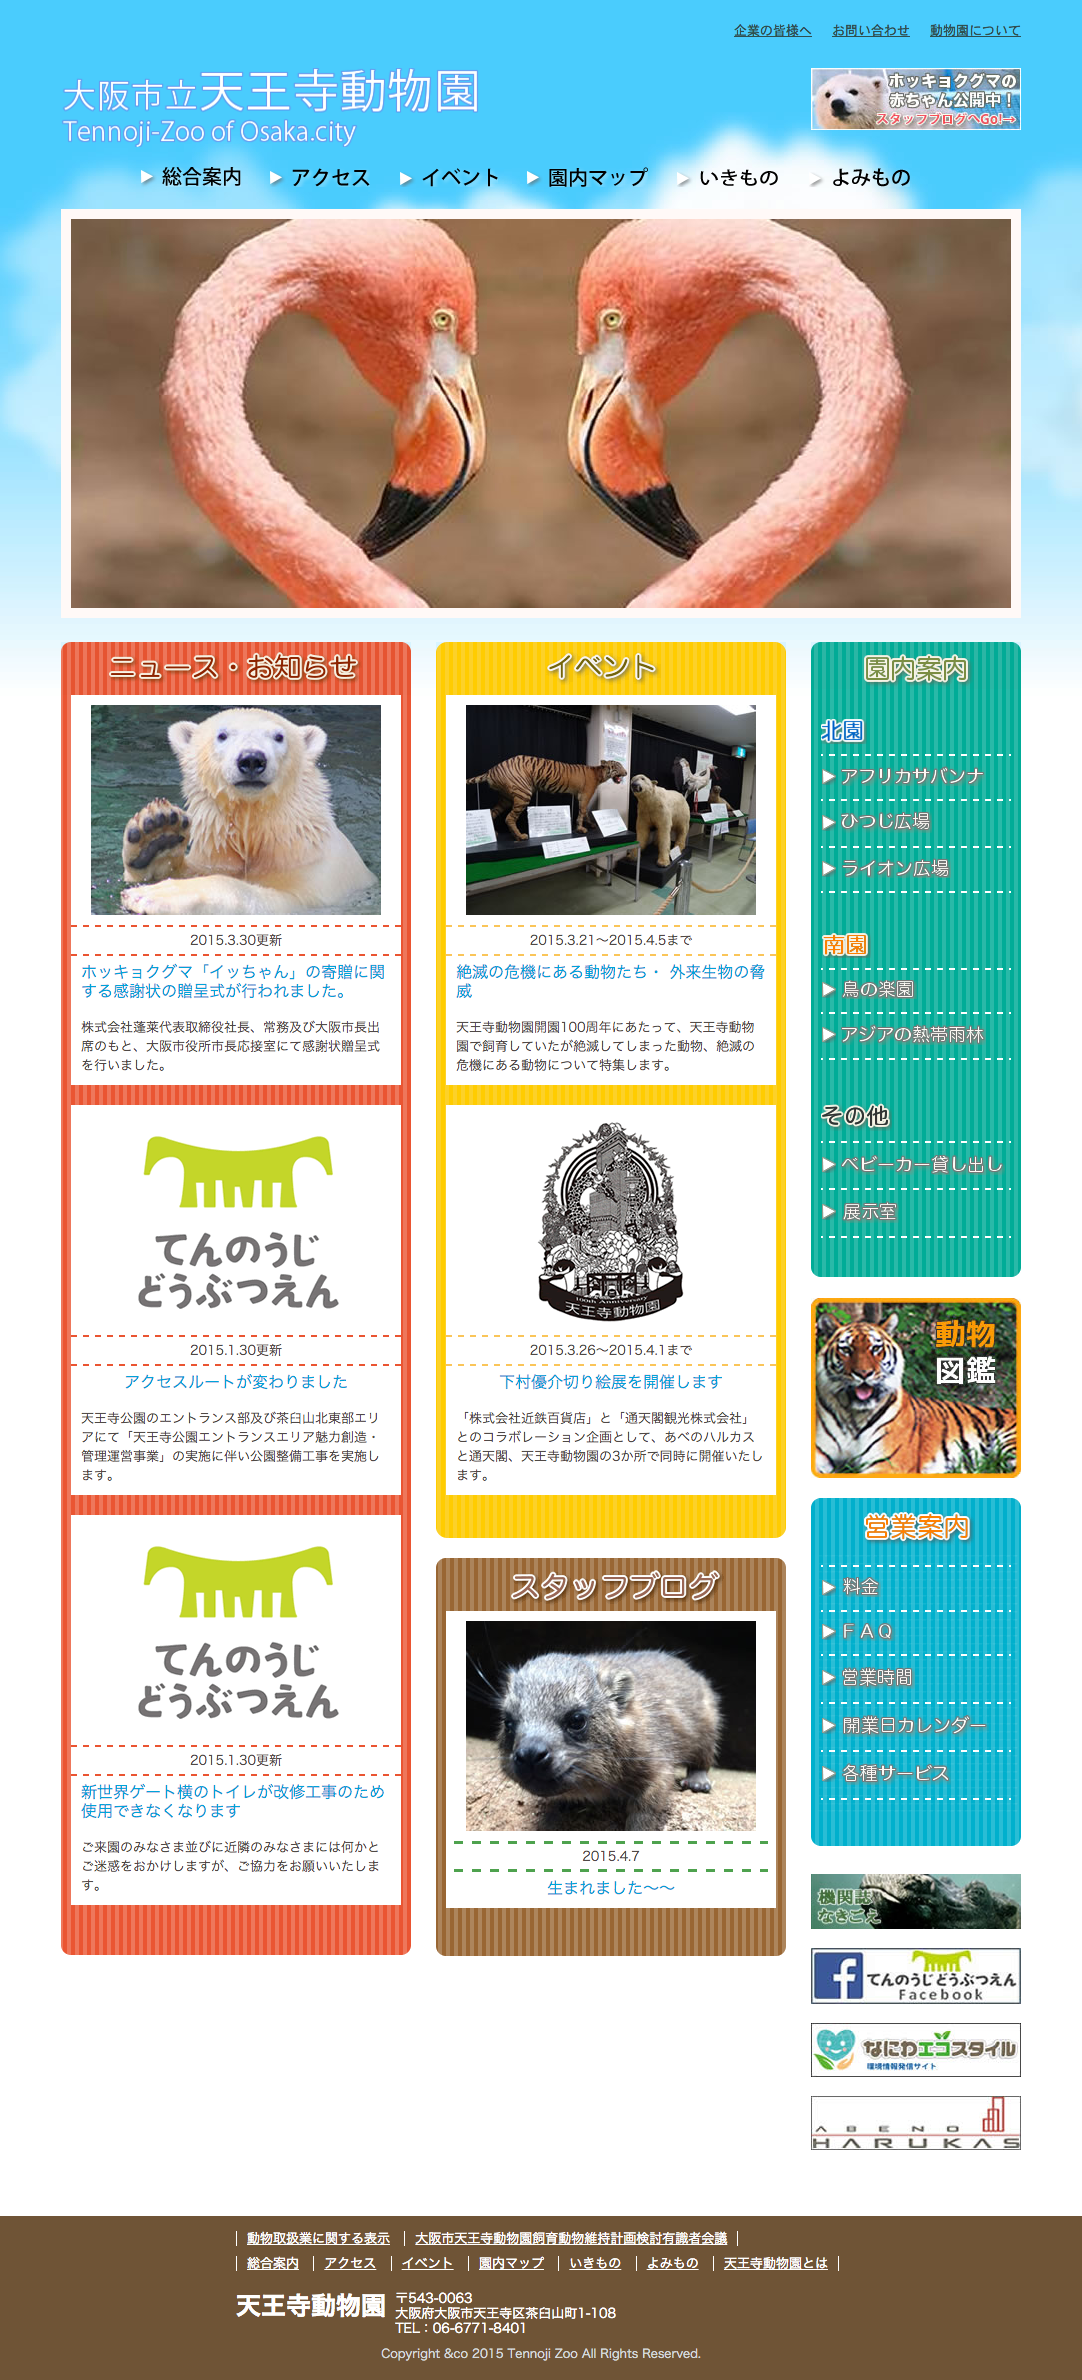 企業の皆様へ
お問い合わせ
動物園について
大阪市立天王寺動物園
Tennoji-Zoo of Osaka.city
ホッキョクグマの
赤ちゃん公開中！
スタッフブログへGo!→
総合案内
アクセス
イベント
園内マップ
いきもの
よみもの
ニュース・お知らせ
2015.3.30更新
ホッキョクグマ「イッちゃん」の寄贈に関
する感謝状の贈呈式が行われました。
株式会社蓬莱代表取締役社長、常務及び大阪市長出
席のもと、大阪市役所市長応接室にて感謝状贈呈式
を行いました。
てんのうじ
どうぶつえん
2015.1.30更新
アクセスルートが変わりました
天王寺公園のエントランス部及び茶臼山北東部エリ
アにて「天王寺公園エントランスエリア魅力創造・
管理運営事業」の実施に伴い公園整備工事を実施し
ます。
てんのうじ
どうぶつえん
2015.1.30更新
新世界ゲート横のトイレが改修工事のため
使用できなくなります
ご来園のみなさま並びに近隣のみなさまには何かと
ご迷惑をおかけしますが、ご協力をお願いいたしま
す。
イベント
2015.3.21〜2015.4.5まで
絶滅の危機にある動物たち・ 外来生物の脅
威
天王寺動物園開園100周年にあたって、天王寺動物
園で飼育していたが絶滅してしまった動物、絶滅の
危機にある動物について特集します。
100th Anniversary
天王寺動物園
2015.3.26〜2015.4.1まで
下村優介切り絵展を開催します
「株式会社近鉄百貨店」と「通天閣観光株式会社」
とのコラボレーション企画として、あべのハルカス
と通天閣、天王寺動物園の3か所で同時に開催いたし
ます。
スタッフブログ
2015.4.7
生まれました〜〜
園内案内
北園
アフリカサバンナ
ひつじ広場
ライオン広場
南園
鳥の楽園
アジアの熱帯雨林
その他
ベビーカー貸し出し
展示室
動物
図鑑
営業案内
料金
ＦＡＱ
営業時間
開業日カレンダー
各種サービス
機関誌
なきごえ
てんのうじどうぶつえん
Facebook
なにわエコスタイル
環境情報発信サイト
ABENO
HARUKAS
動物取扱業に関する表示
大阪市天王寺動物園飼育動物維持計画検討有識者会議
総合案内
アクセス
イベント
園内マップ
いきもの
よみもの
天王寺動物園とは
天王寺動物園
〒543-0063
大阪府大阪市天王寺区茶臼山町1-108
TEL：06-6771-8401
Copyright &co 2015 Tennoji Zoo All Rights Reserved.